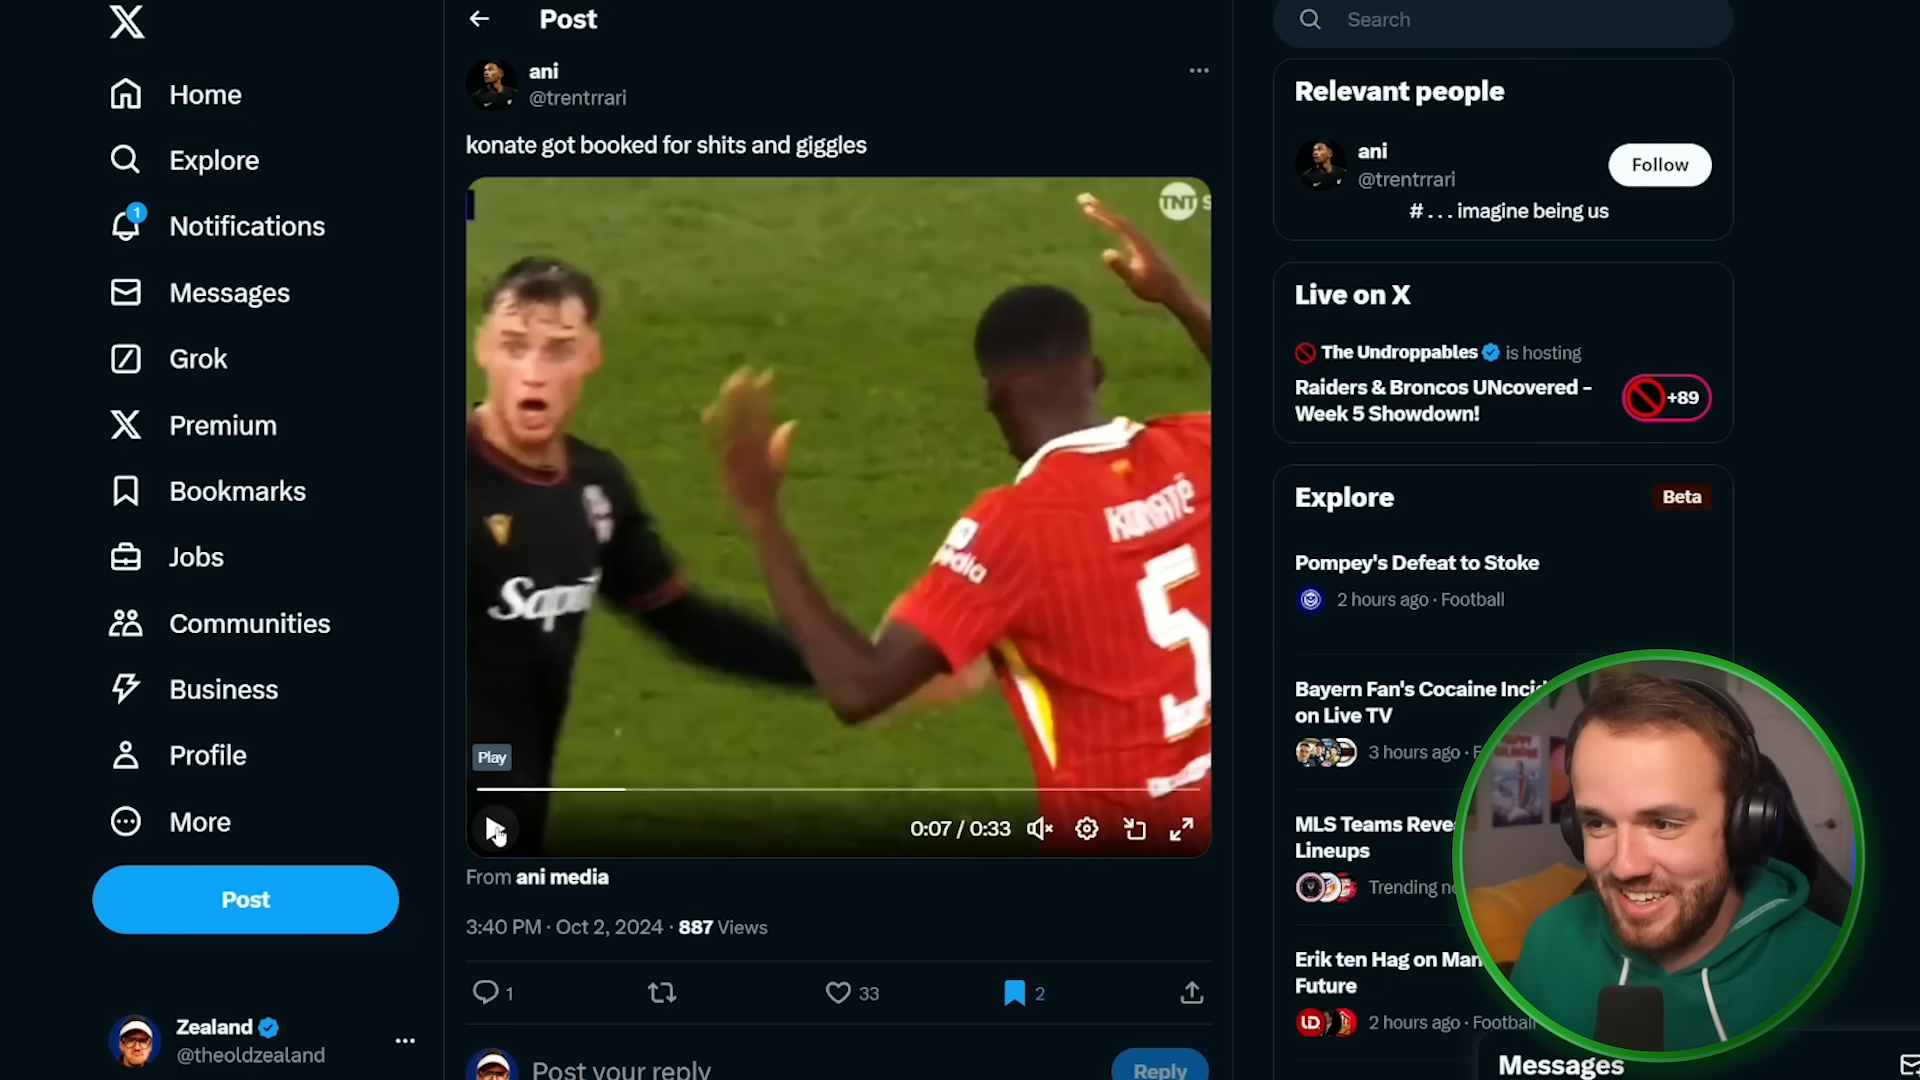 Home
Explore
1
Notifications
Messages
Grok
Premium
Bookmarks
Jobs
Communities
Business
Profile
More
Post
Zealand
@theoldzealand
Post
ani
@trentrrari
konate got booked for shits and giggles
TNT S
KONATÉ
5
Play
0:07 / 0:33
From ani media
3:40 PM · Oct 2, 2024 · 887 Views
1
33
2
Post your reply
Reply
Search
Relevant people
ani
@trentrrari
Follow
# . . . imagine being us
Live on X
The Undroppables is hosting
Raiders & Broncos UNcovered –
Week 5 Showdown!
+89
Explore
Beta
Pompey's Defeat to Stoke
2 hours ago · Football
Bayern Fan's Cocaine Inci
on Live TV
3 hours ago · F
MLS Teams Reve
Lineups
Trending no
Erik ten Hag on Man
Future
2 hours ago · Football
Messages